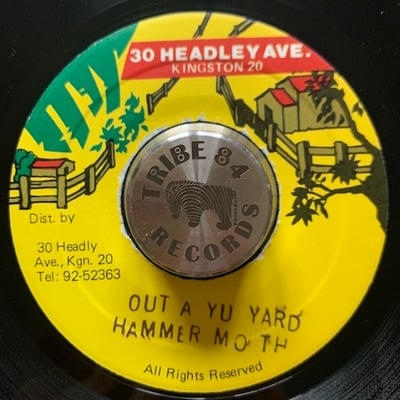 30 HEADLEY AVE.
KINGSTON 20
TRIBE 84
RECORDS
Dist. by
30 Headly
Ave., Kgn. 20
Tel: 92-52363
OUT A YU YARD
HAMMER MO TH
All Rights Reserved